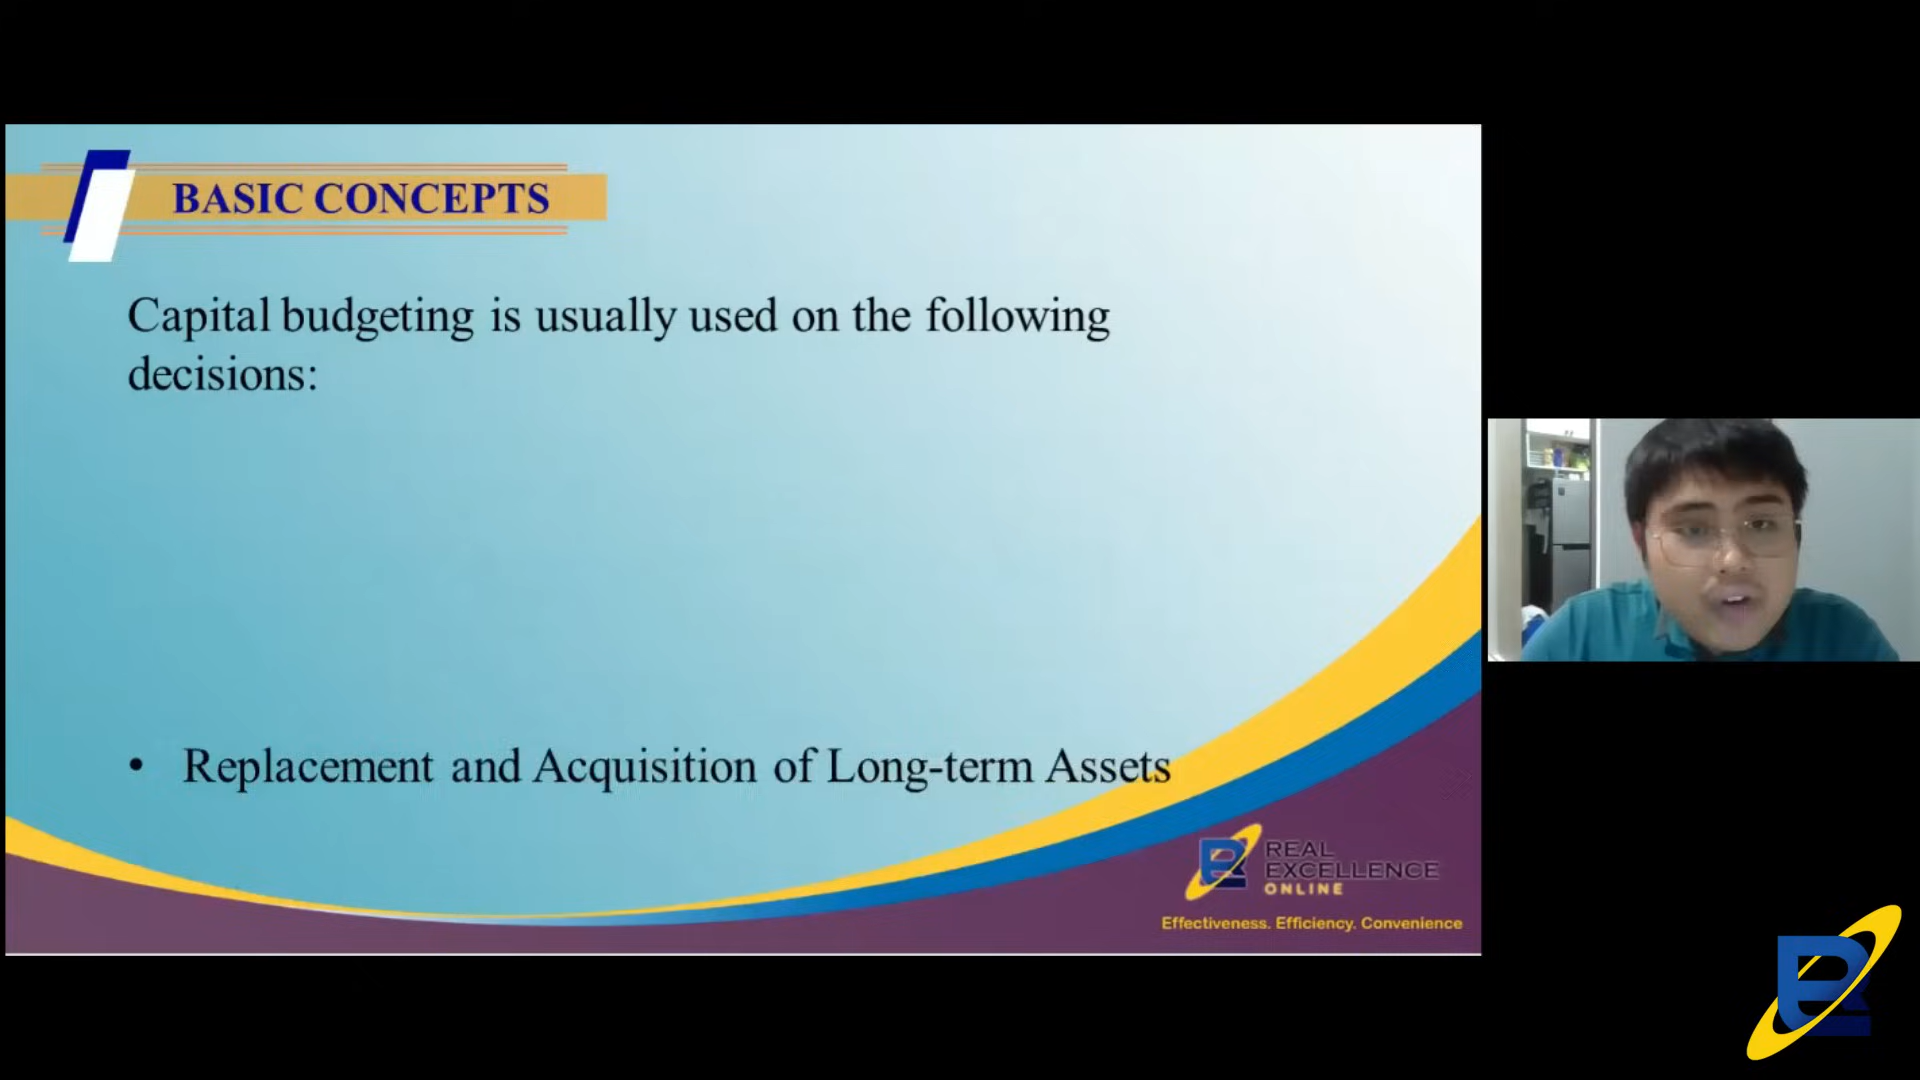 BASIC CONCEPTS
Capital budgeting is usually used on the following
decisions:
• Replacement and Acquisition of Long-term Assets
REAL
EXCELLENCE
ONLINE
Effectiveness. Efficiency. Convenience